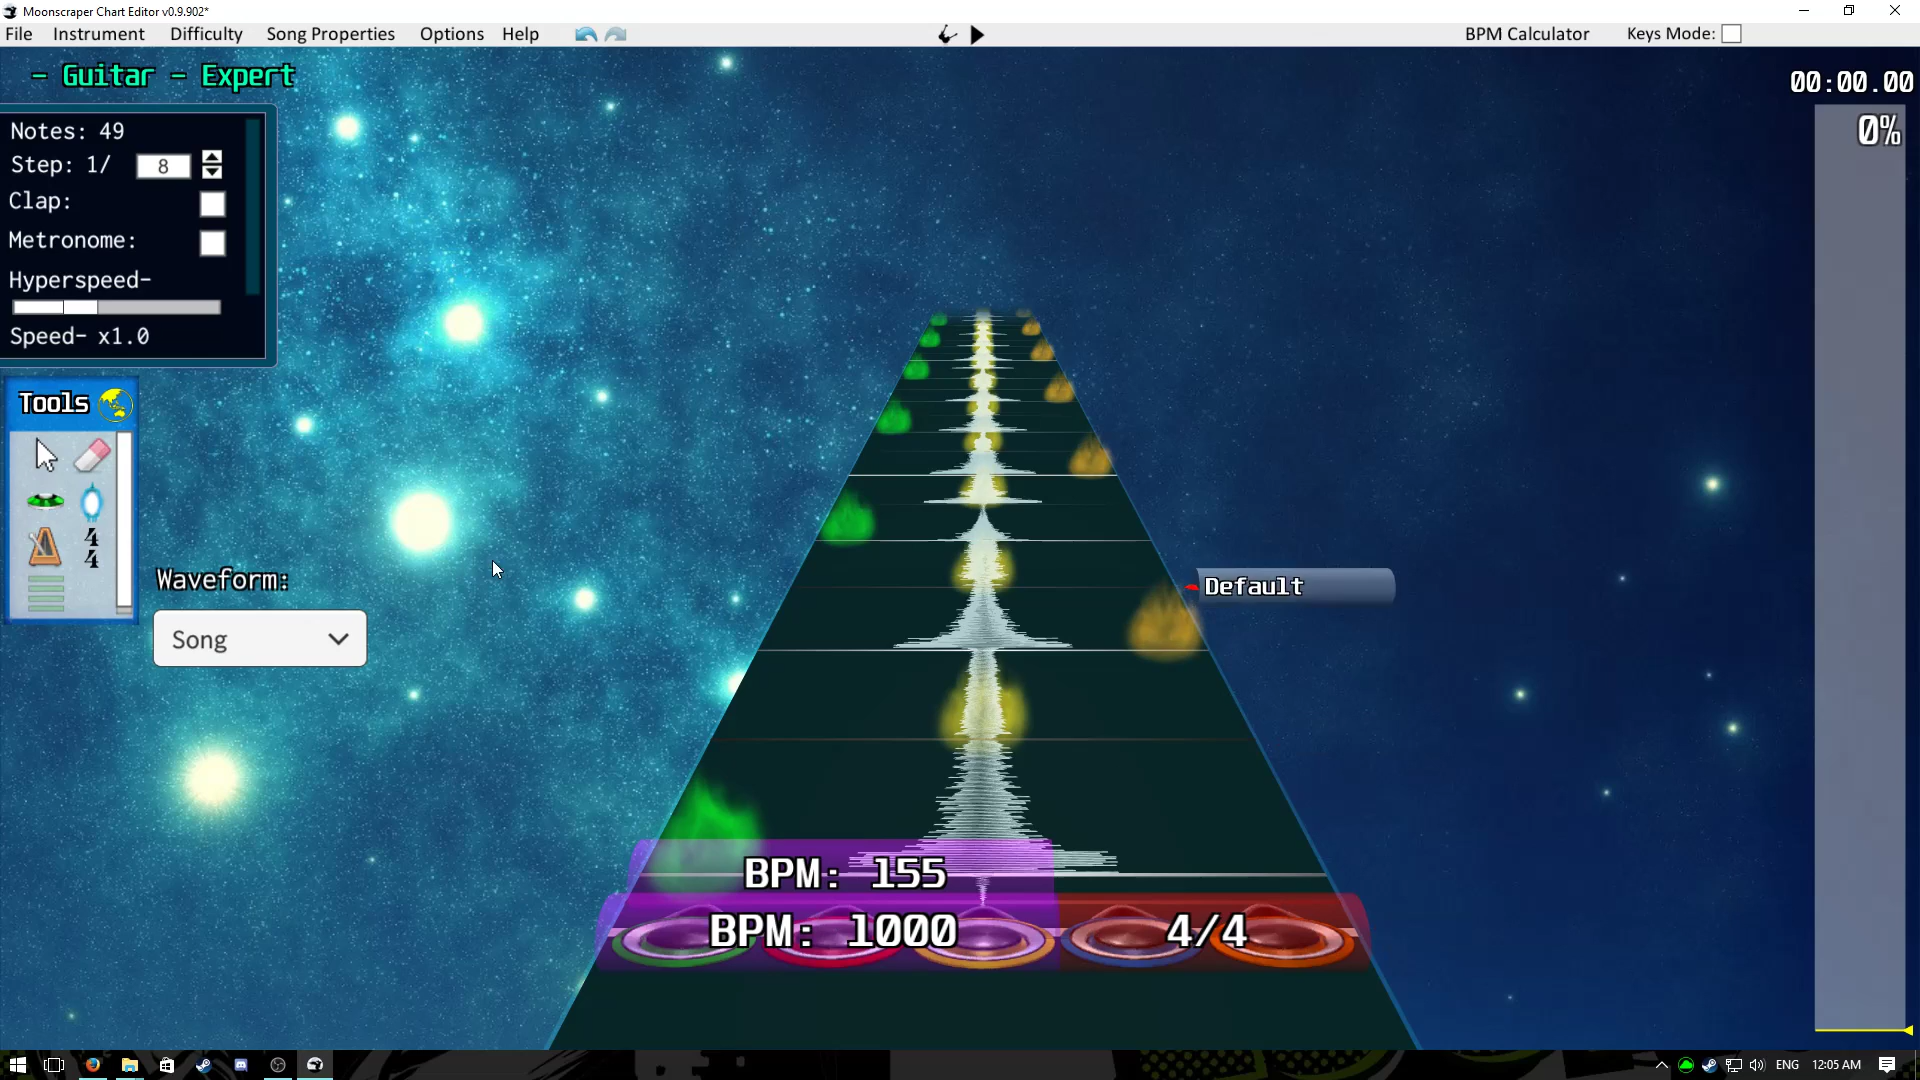 Moonscraper Chart Editor v0.9.902*
File Instrument Difficulty Song Properties Options Help BPM Calculator Keys Mode:
- Guitar - Expert
00:00.00
0%
Notes: 49
Step: 1/ 8
Clap:
Metronome:
Hyperspeed-
Speed- x1.0
Tools
4
4
Waveform:
Song
Default
BPM: 155
BPM: 1000
4/4
ENG 12:05 AM